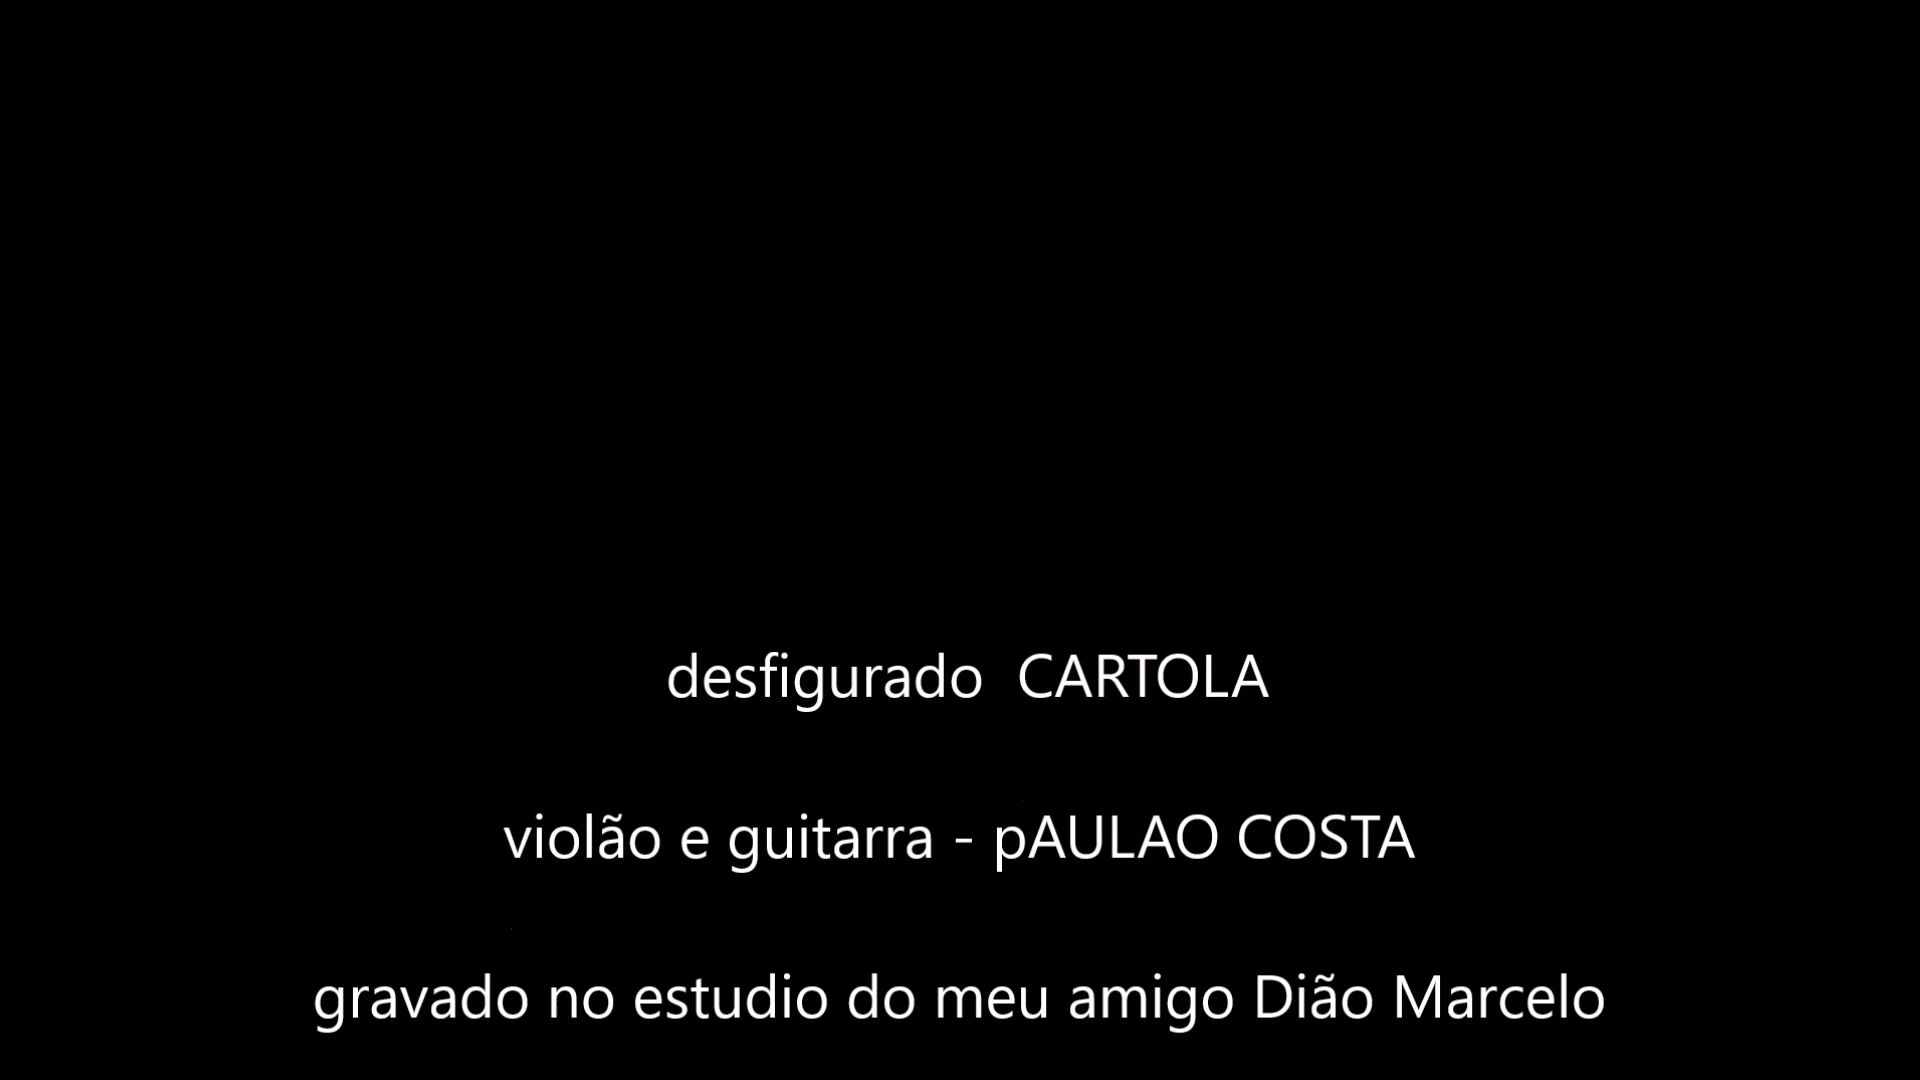 desfigurado  CARTOLA
violão e guitarra - pAULAO COSTA
gravado no estudio do meu amigo Dião Marcelo